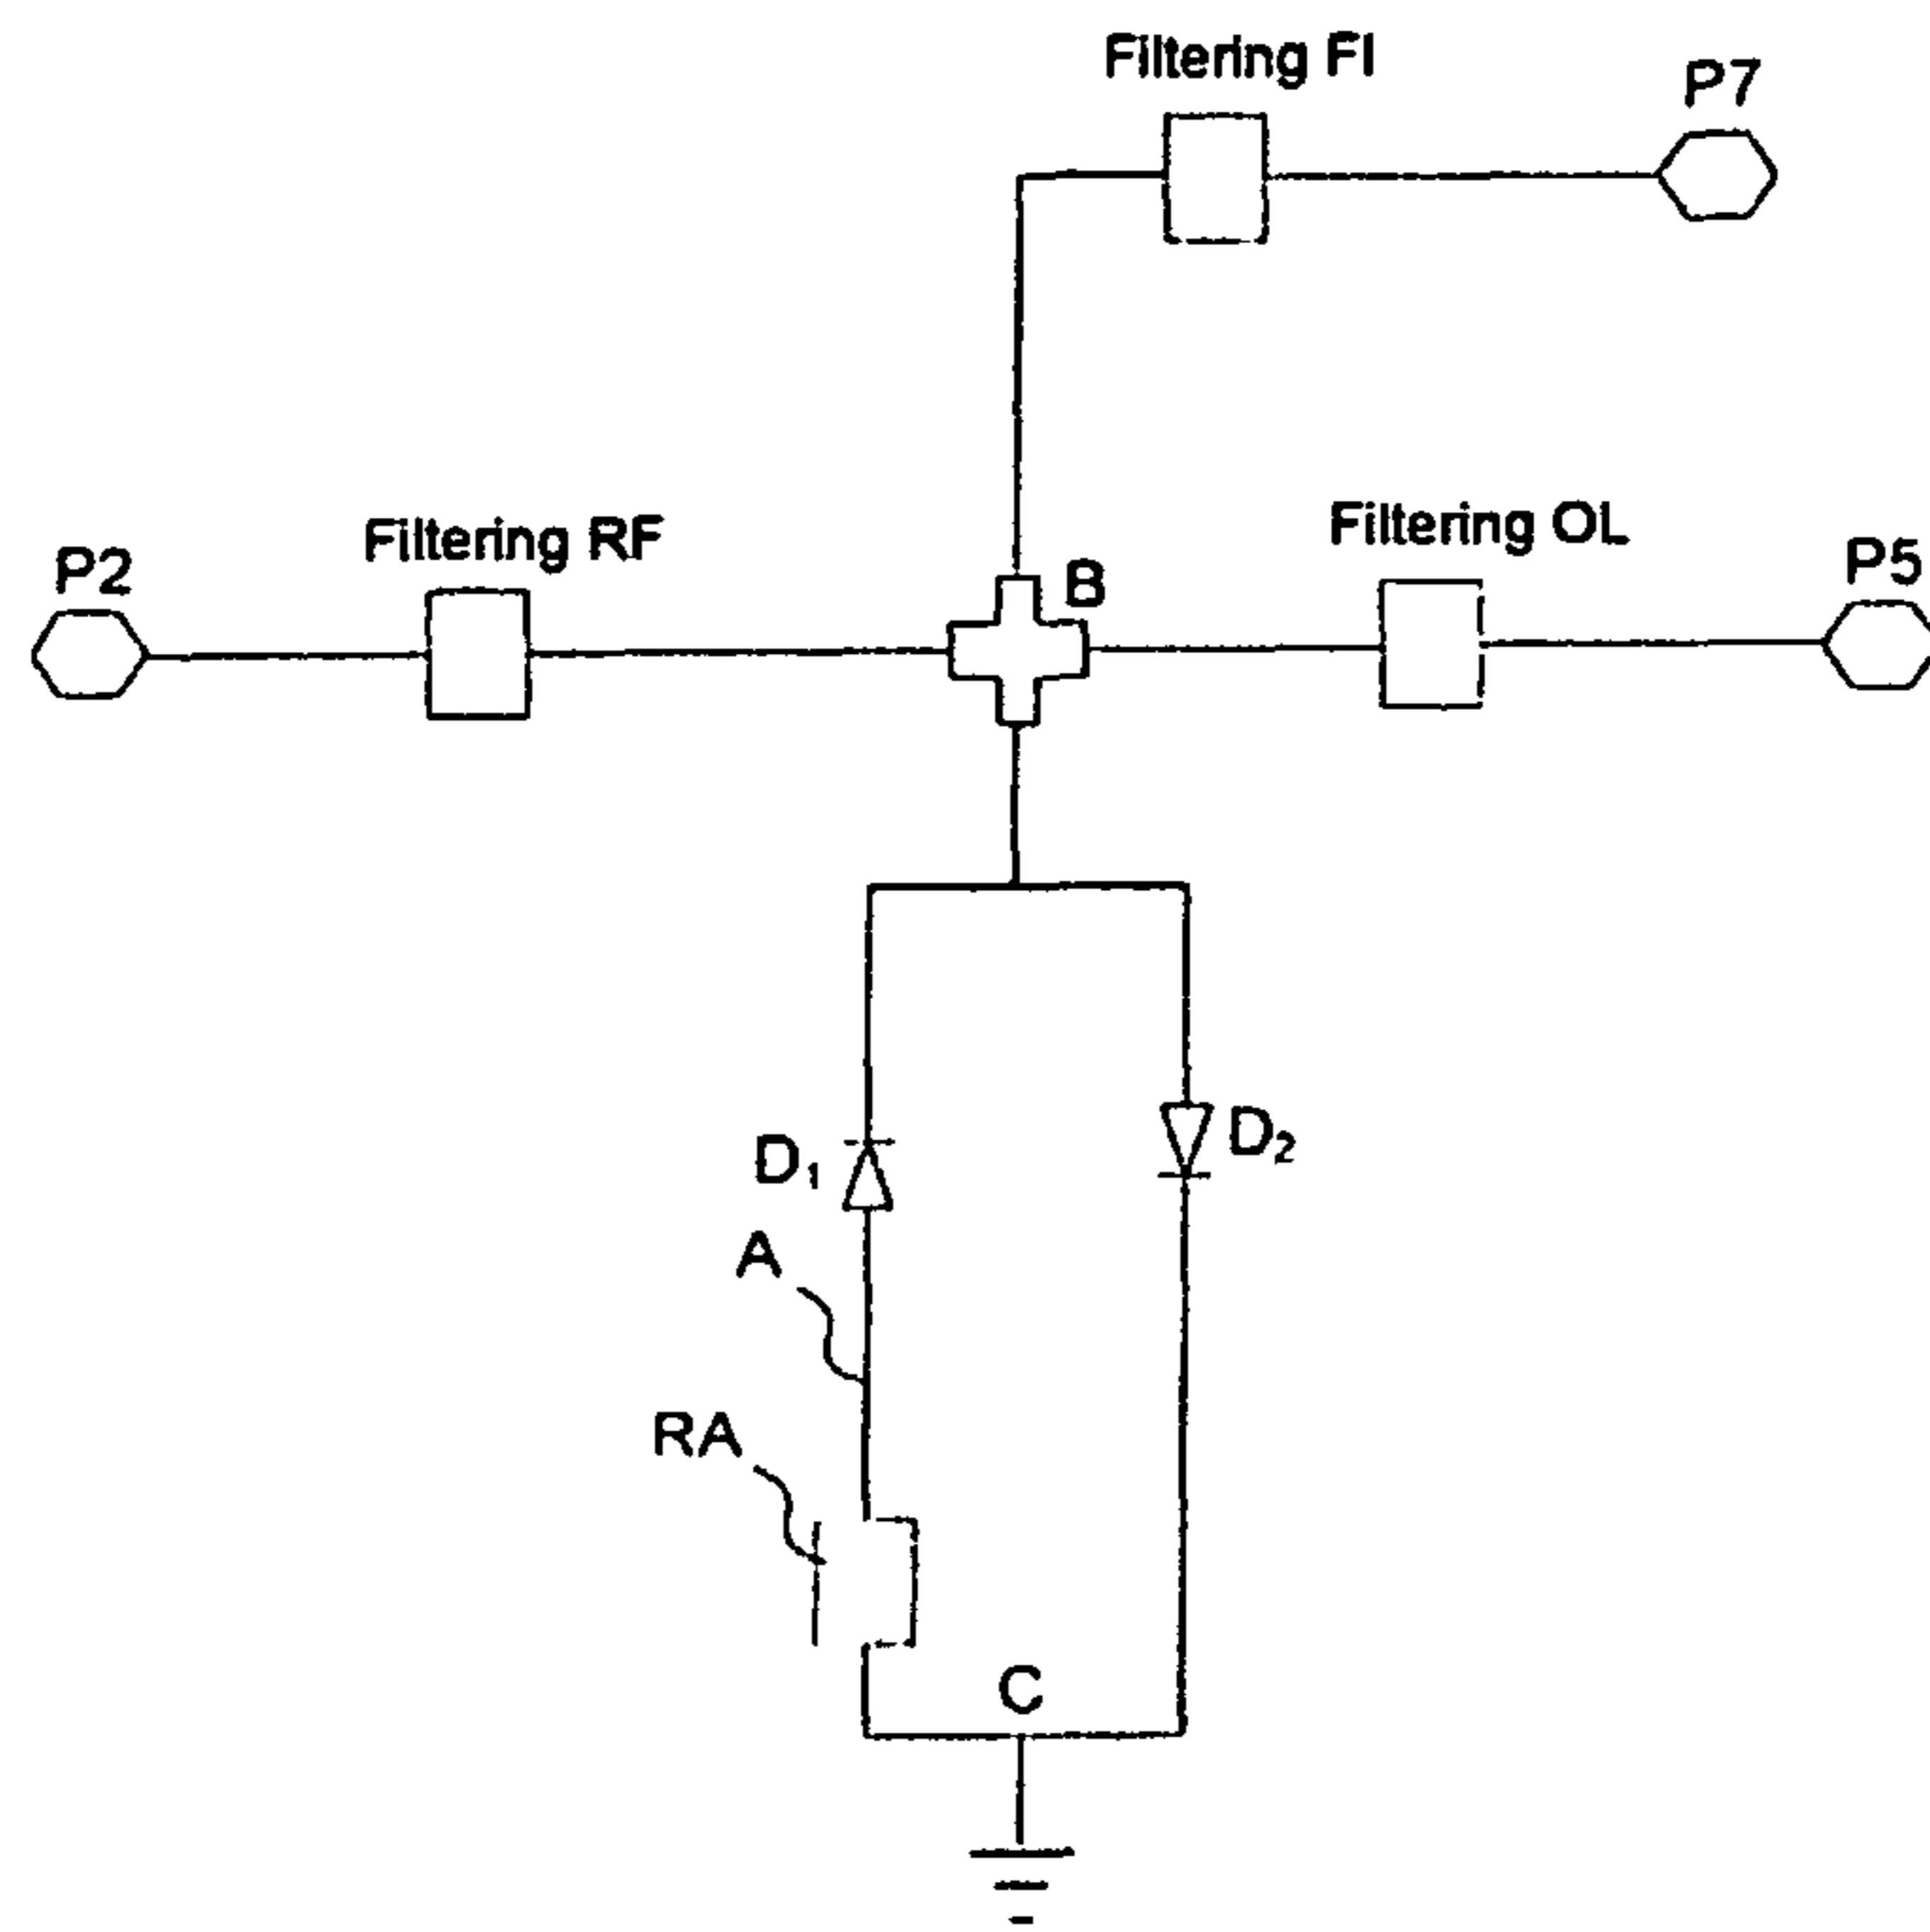 Filtering FI
P7
Filtering RF
Filtering OL
P2
P5
B
D1
D2
A
RA
C